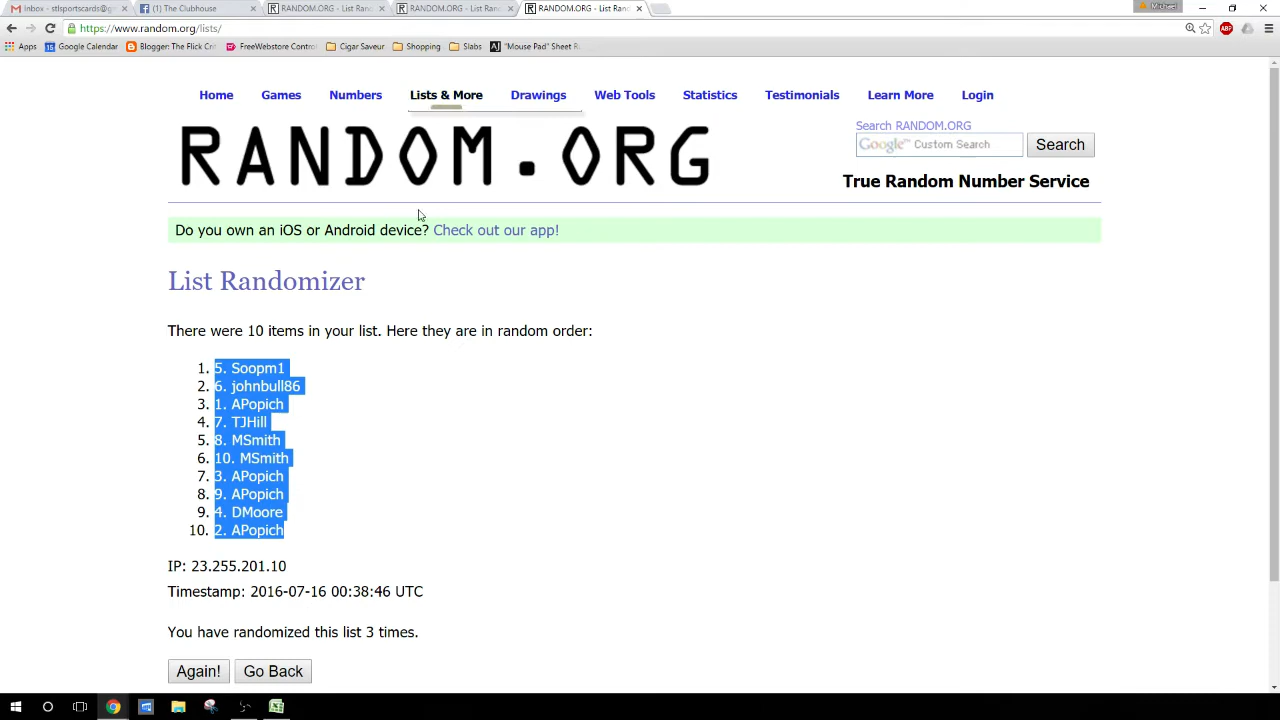 Inbox - stlsportscards@g
The Clubhouse
RANDOM.ORG - List Ran
RANDOM.ORG - List Ran
RANDOM.ORG - List Ran
Michael
https://www.random.org/lists/
Apps
Google Calendar
Blogger: The Flick Cr
FreeWebstore Contro
Cigar Saveur
Shopping
Slabs
"Mouse Pad" Sheet R
Home Games Numbers Lists & More Drawings Web Tools Statistics Testimonials Learn More Login
RANDOM.ORG
Search RANDOM.ORG
Google™ Custom Search
Search
True Random Number Service
Do you own an iOS or Android device? Check out our app!
List Randomizer
There were 10 items in your list. Here they are in random order:
1. 5. Soopm1
2. 6. johnbull86
3. 1. APopich
4. 7. TJHill
5. 8. MSmith
6. 10. MSmith
7. 3. APopich
8. 9. APopich
9. 4. DMoore
10. 2. APopich
IP: 23.255.201.10
Timestamp: 2016-07-16 00:38:46 UTC
You have randomized this list 3 times.
Again! Go Back